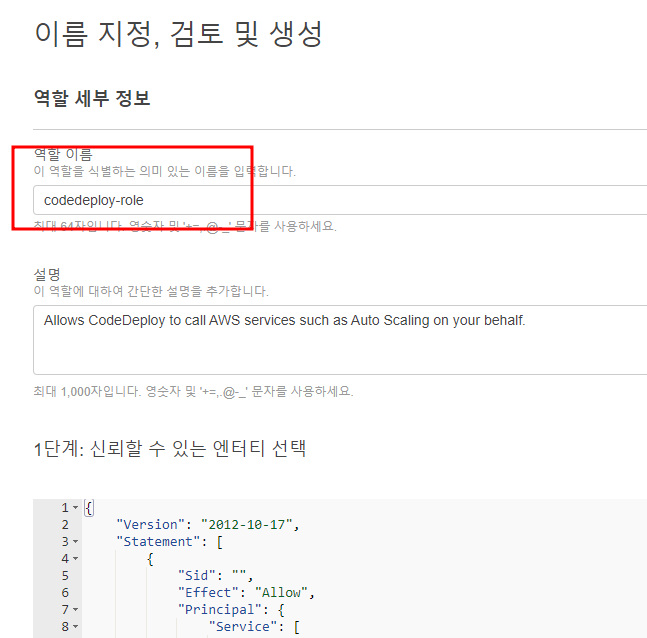 이름 지정, 검토 및 생성
역할 세부 정보
역할 이름
이 역할을 식별하는 의미 있는 이름을 입력합니다.
codedeploy-role
최대 64자입니다. 영숫자 및 '+=,.@-_' 문자를 사용하세요.
설명
이 역할에 대하여 간단한 설명을 추가합니다.
Allows CodeDeploy to call AWS services such as Auto Scaling on your behalf.
최대 1,000자입니다. 영숫자 및 '+=,.@-_' 문자를 사용하세요.
1단계: 신뢰할 수 있는 엔터티 선택
1 {
2 "Version": "2012-10-17",
3 "Statement": [
4 {
5 "Sid": "",
6 "Effect": "Allow",
7 "Principal": {
8 "Service": [